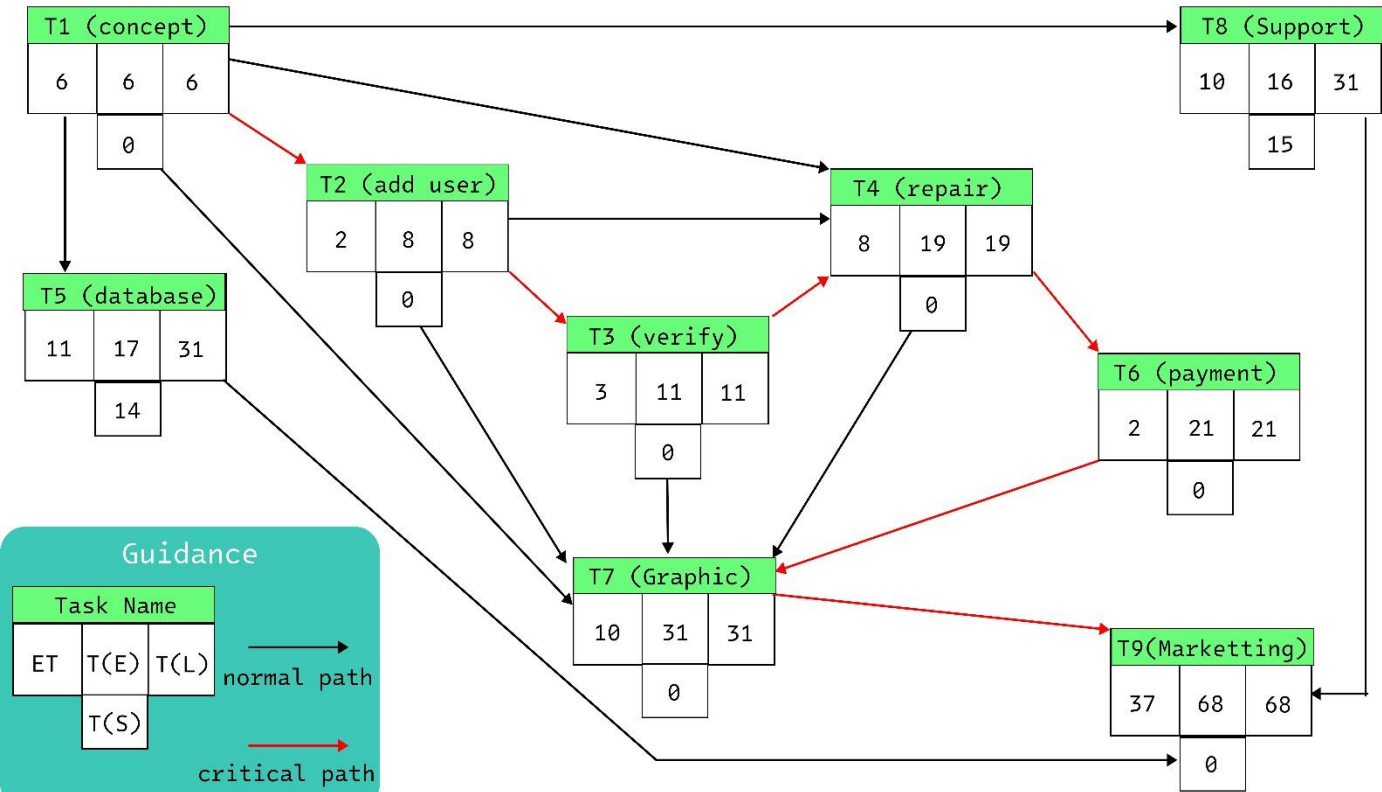 T1 (concept)
6 6 6
0
T8 (Support)
10 16 31
15
T2 (add user)
2 8 8
0
T4 (repair)
8 19 19
0
T5 (database)
11 17 31
14
T3 (verify)
3 11 11
0
T6 (payment)
2 21 21
0
T7 (Graphic)
10 31 31
0
T9(Marketting)
37 68 68
0
Guidance
Task Name
ET T(E) T(L)
T(S)
normal path
critical path